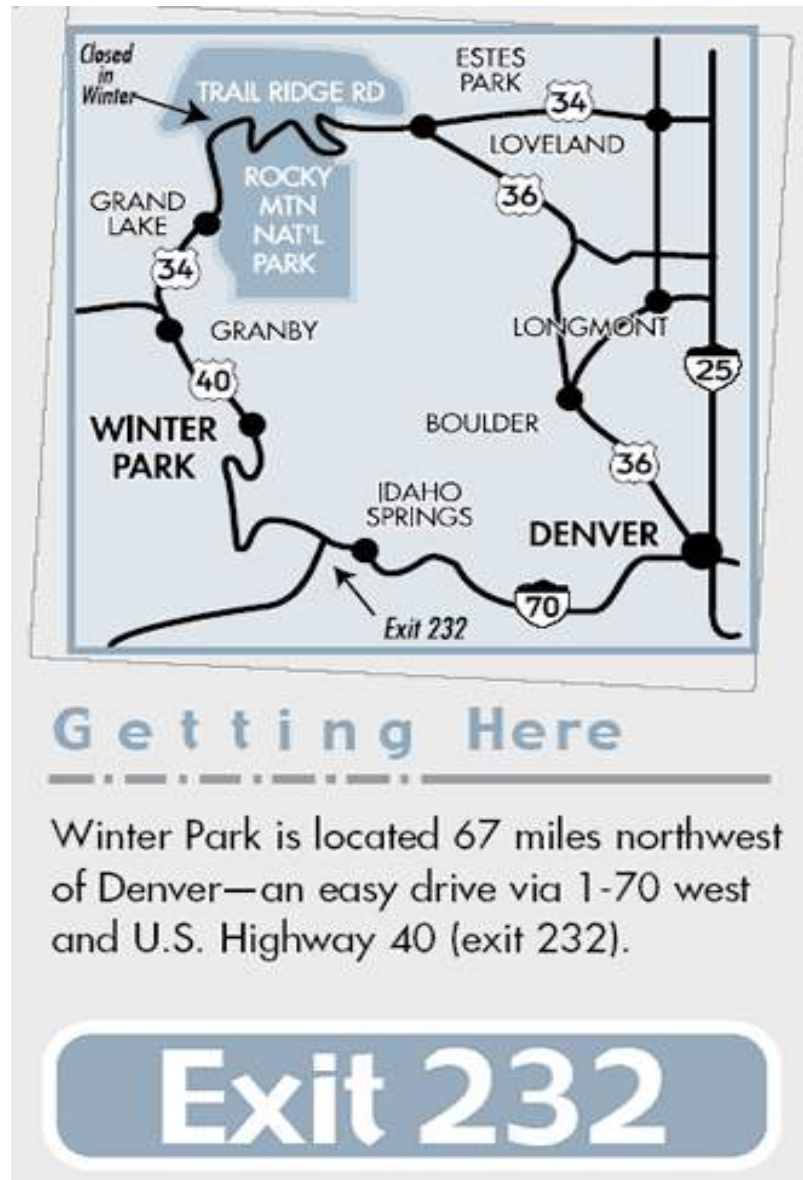 Closed
in
Winter
TRAIL RIDGE RD
ESTES
PARK
34
LOVELAND
ROCKY
MTN
NAT'L
PARK
36
GRAND
LAKE
34
GRANBY
LONGMONT
25
40
WINTER
PARK
BOULDER
36
IDAHO
SPRINGS
DENVER
70
Exit 232
Getting Here
Winter Park is located 67 miles northwest
of Denver—an easy drive via 1-70 west
and U.S. Highway 40 (exit 232).
Exit 232